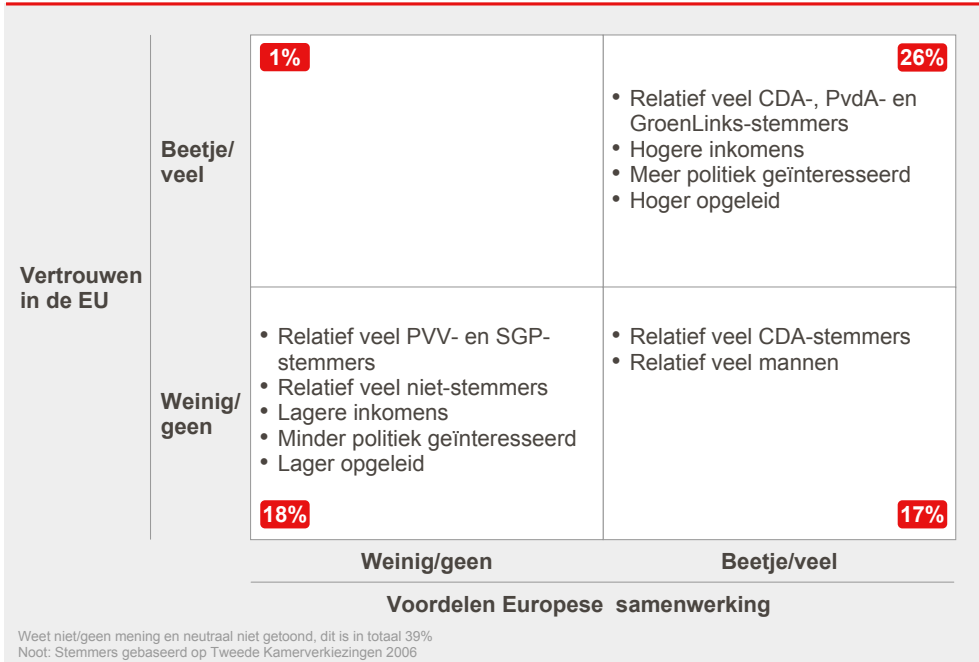 1%
26%
• Relatief veel CDA-, PvdA- en
GroenLinks-stemmers
• Hogere inkomens
• Meer politiek geïnteresseerd
• Hoger opgeleid
Beetje/
veel
Vertrouwen
in de EU
Weinig/
geen
• Relatief veel PVV- en SGP-
stemmers
• Relatief veel niet-stemmers
• Lagere inkomens
• Minder politiek geïnteresseerd
• Lager opgeleid
18%
• Relatief veel CDA-stemmers
• Relatief veel mannen
17%
Weinig/geen
Beetje/veel
Voordelen Europese samenwerking
Weet niet/geen mening en neutraal niet getoond, dit is in totaal 39%
Noot: Stemmers gebaseerd op Tweede Kamerverkiezingen 2006